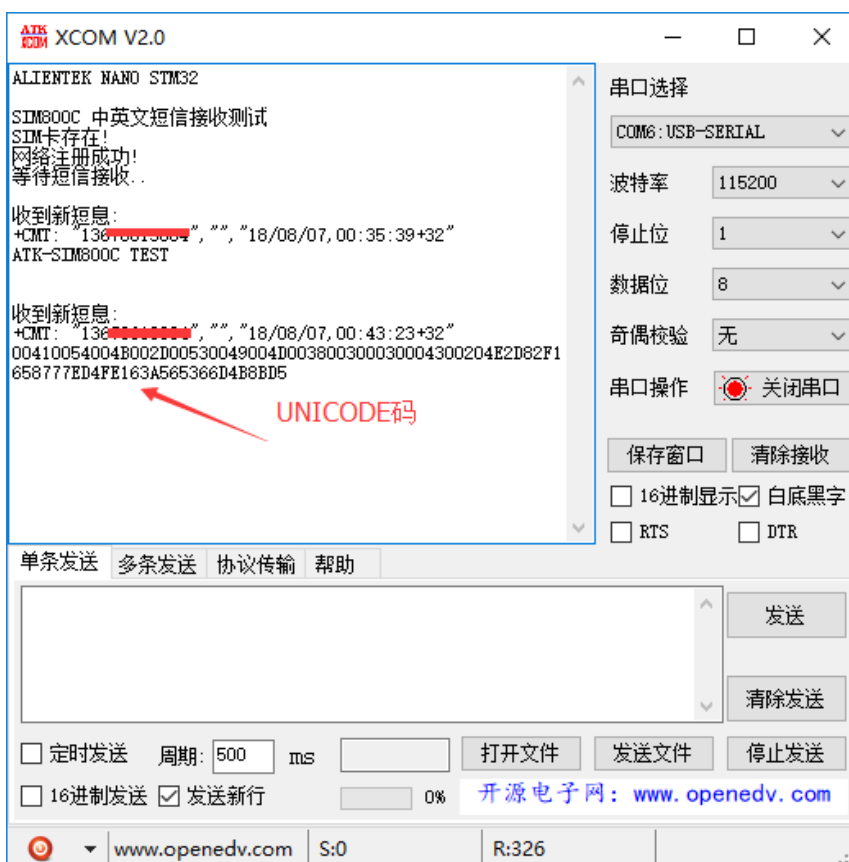 ATK XCOM XCOM V2.0
ALIENTEK NANO STM32
SIM800C 中英文短信接收测试
SIM卡存在!
网络注册成功!
等待短信接收..
收到新短息:
+CMT: "136","","18/08/07,00:35:39+32"
ATK-SIM800C TEST
收到新短息:
+CMT: "136","","18/08/07,00:43:23+32"
00410054004B002D00530049004D003800300030004300204E2D82F1
658777ED4FE163A565366D4B8BD5
UNICODE码
串口选择
COM6:USB-SERIAL
波特率 115200
停止位 1
数据位 8
奇偶校验 无
串口操作 关闭串口
保存窗口 清除接收
16进制显示 白底黑字
RTS DTR
单条发送 多条发送 协议传输 帮助
发送
清除发送
定时发送 周期: 500 ms 打开文件 发送文件 停止发送
16进制发送 发送新行 0% 开源电子网: www.openedv.com
www.openedv.com S:0 R:326